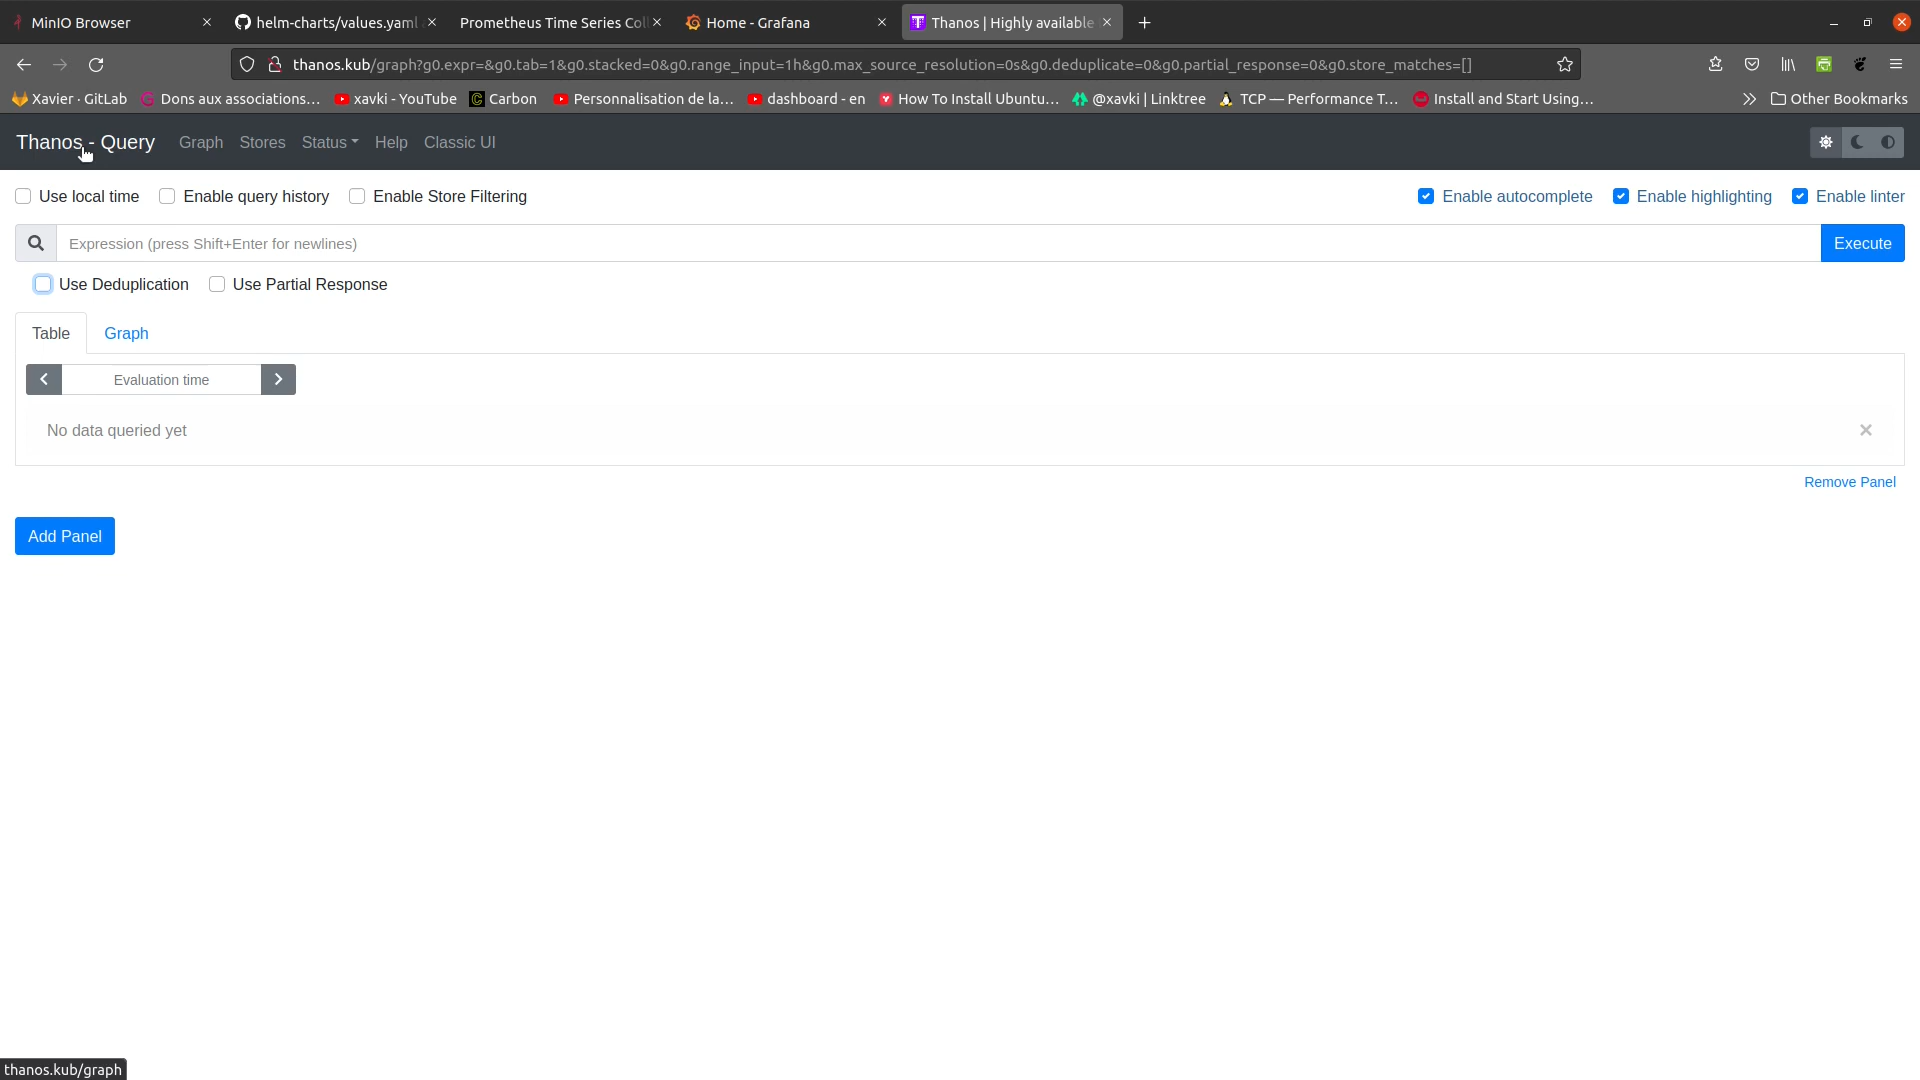 MinIO Browser
helm-charts/values.yaml
Prometheus Time Series Coll
Home - Grafana
Thanos | Highly available
thanos.kub/graph?g0.expr=&g0.tab=1&g0.stacked=0&g0.range_input=1h&g0.max_source_resolution=0s&g0.deduplicate=0&g0.partial_response=0&g0.store_matches=[]
Xavier · GitLab
Dons aux associations…
xavki - YouTube
Carbon
Personnalisation de la…
dashboard - en
How To Install Ubuntu…
@xavki | Linktree
TCP — Performance T…
Install and Start Using…
Other Bookmarks
Thanos - Query
Graph
Stores
Status
Help
Classic UI
Use local time
Enable query history
Enable Store Filtering
Enable autocomplete
Enable highlighting
Enable linter
Expression (press Shift+Enter for newlines)
Execute
Use Deduplication
Use Partial Response
Table
Graph
Evaluation time
No data queried yet
Remove Panel
Add Panel
thanos.kub/graph